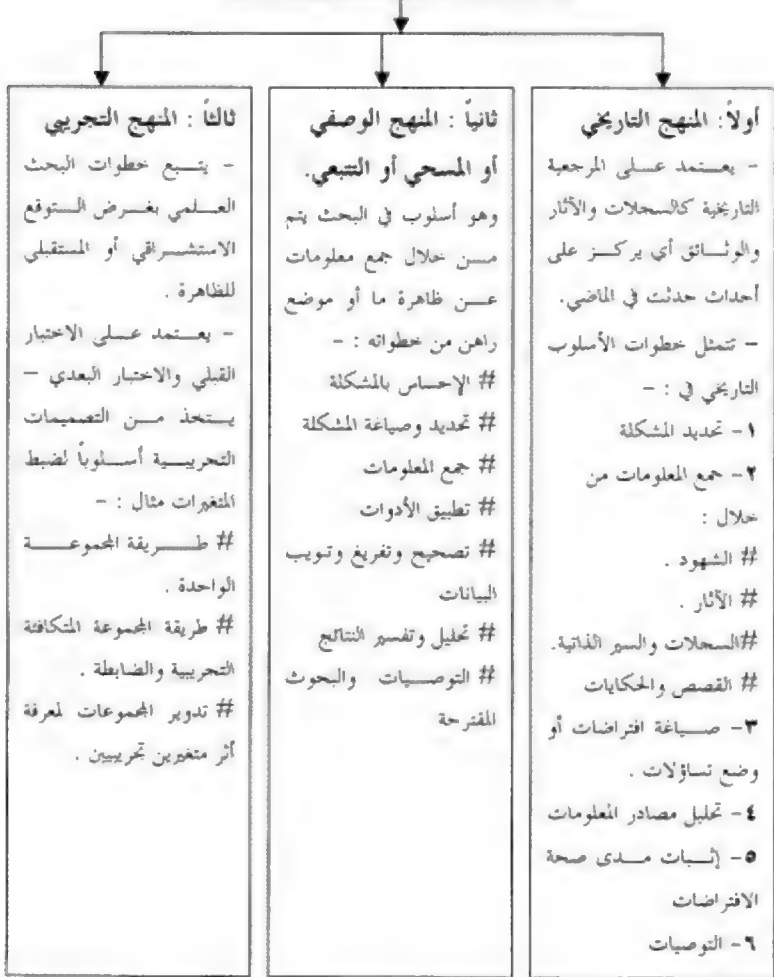 أولاً: المنهج التاريخي
- يعتمد على المرجعية
التاريخية كالسجلات والآثار
والوثائق أي يركز على
أحداث حدثت في الماضي.
- تتمثل خطوات الأسلوب
التاريخي في : -
١- تحديد المشكلة
٢- جمع المعلومات من
خلال :
# الشهود .
# الآثار .
#السجلات والسير الذاتية.
# القصص والحكايات
٣- صياغة افتراضات أو
وضع تساؤلات .
٤- تحليل مصادر المعلومات
٥- إثبات مدى صحة
الافتراضات
٦- التوصيات
ثانياً : المنهج الوصفي
أو المسحي أو التتبعي.
وهو أسلوب في البحث يتم
من خلال جمع معلومات
عن ظاهرة ما أو موضع
راهن من خطواته : -
# الإحساس بالمشكلة
# تحديد وصياغة المشكلة
# جمع المعلومات
# تطبيق الأدوات
# تصحيح وتفريغ وتبويب
البيانات
# تحليل وتفسير النتائج
# التوصيات والبحوث
المقترحة
ثالثاً : المنهج التجريبي
- يتبع خطوات البحث
العلمي بغرض التوقع
الاستشراقي أو المستقبلي
للظاهرة .
- يعتمد على الاختبار
القبلي والاختبار البعدي –
يتخذ من التصميمات
التجريبية أسلوباً لضبط
المتغيرات مثال : -
# طريقة المجموعة
الواحدة .
# طريقة المجموعة المتكافئة
التجريبية والضابطة .
# تدوير المجموعات لمعرفة
أثر متغيرين تجريبيين .